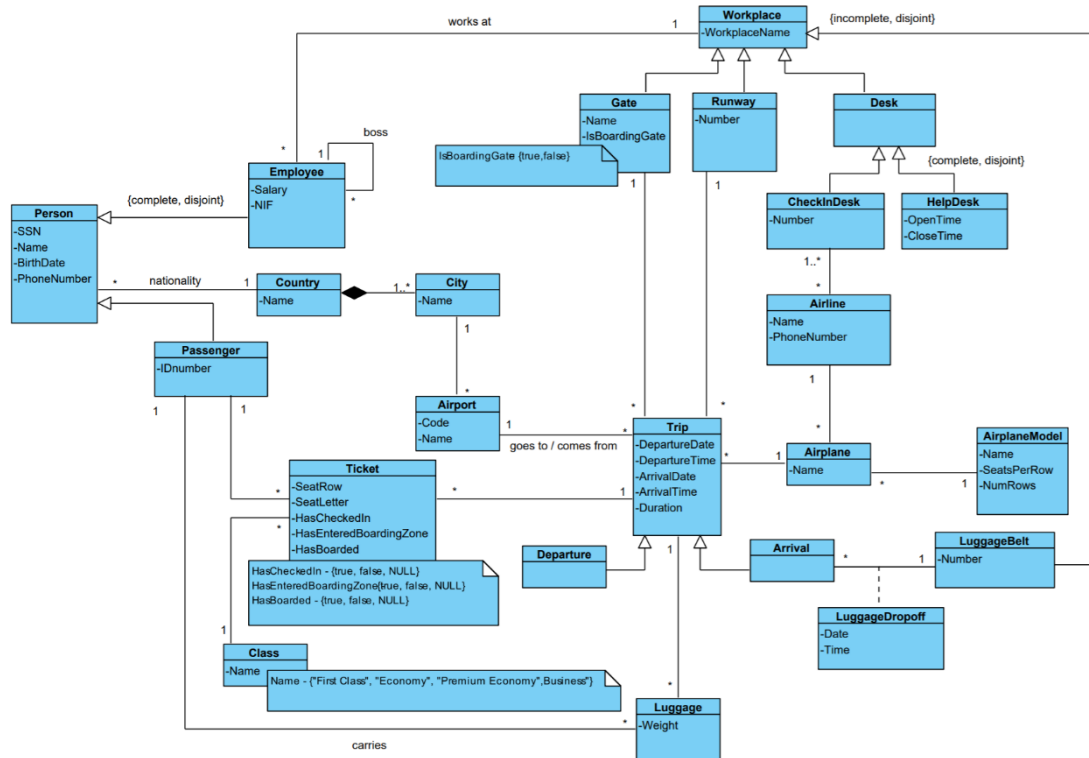 works at
1
Workplace
-WorkplaceName
{incomplete, disjoint}
Gate
-Name
-IsBoardingGate
IsBoardingGate {true,false}
1
Runway
-Number
1
Desk
{complete, disjoint}
boss
1
*
*
Employee
-Salary
-NIF
{complete, disjoint}
Person
-SSN
-Name
-BirthDate
-PhoneNumber
CheckInDesk
-Number
HelpDesk
-OpenTime
-CloseTime
1..*
*
nationality
*
1
Country
-Name
1..*
City
-Name
1
*
Airline
-Name
-PhoneNumber
1
*
Passenger
-IDnumber
1
1
Airport
-Code
-Name
1
*
goes to / comes from
*
*
Trip
-DepartureDate
-DepartureTime
-ArrivalDate
-ArrivalTime
-Duration
*
1
Airplane
-Name
*
1
AirplaneModel
-Name
-SeatsPerRow
-NumRows
Ticket
-SeatRow
-SeatLetter
-HasCheckedIn
-HasEnteredBoardingZone
-HasBoarded
*
*
*
1
HasCheckedIn - {true, false, NULL}
HasEnteredBoardingZone{true, false, NULL}
HasBoarded - {true, false, NULL}
Departure
1
Arrival
*
1
LuggageBelt
-Number
LuggageDropoff
-Date
-Time
1
Class
-Name
Name - {"First Class", "Economy", "Premium Economy",Business"}
*
Luggage
-Weight
*
carries